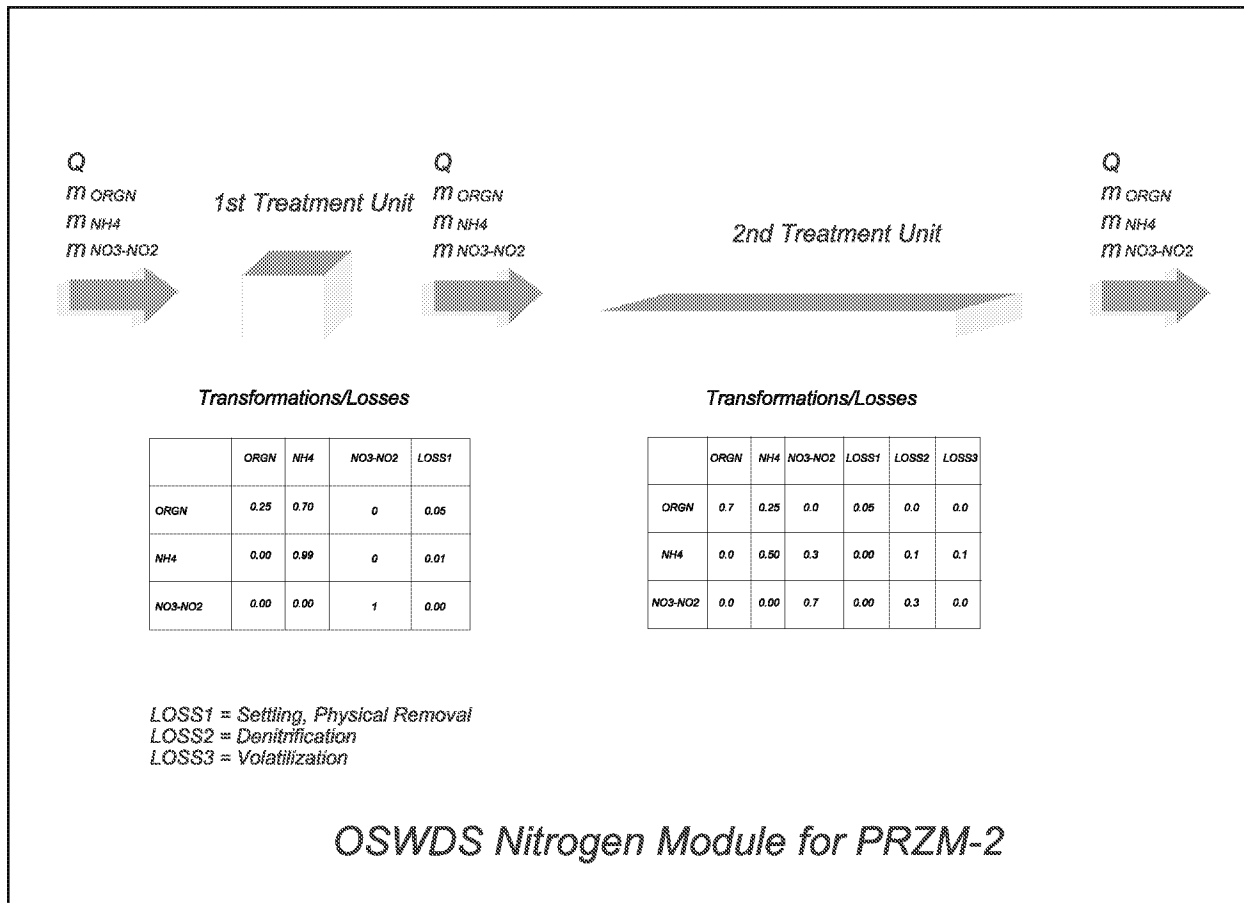 Q
m ORGN
m NH4
m NO3-NO2
1st Treatment Unit
Q
m ORGN
m NH4
m NO3-NO2
2nd Treatment Unit
Q
m ORGN
m NH4
m NO3-NO2
Transformations/Losses
ORGN NH4 NO3-NO2 LOSS1
ORGN 0.25 0.70 0 0.05
NH4 0.00 0.99 0 0.01
NO3-NO2 0.00 0.00 1 0.00
Transformations/Losses
ORGN NH4 NO3-NO2 LOSS1 LOSS2 LOSS3
ORGN 0.7 0.25 0.0 0.05 0.0 0.0
NH4 0.0 0.50 0.3 0.00 0.1 0.1
NO3-NO2 0.0 0.00 0.7 0.00 0.3 0.0
LOSS1 = Settling, Physical Removal
LOSS2 = Denitrification
LOSS3 = Volatilization
OSWDS Nitrogen Module for PRZM-2